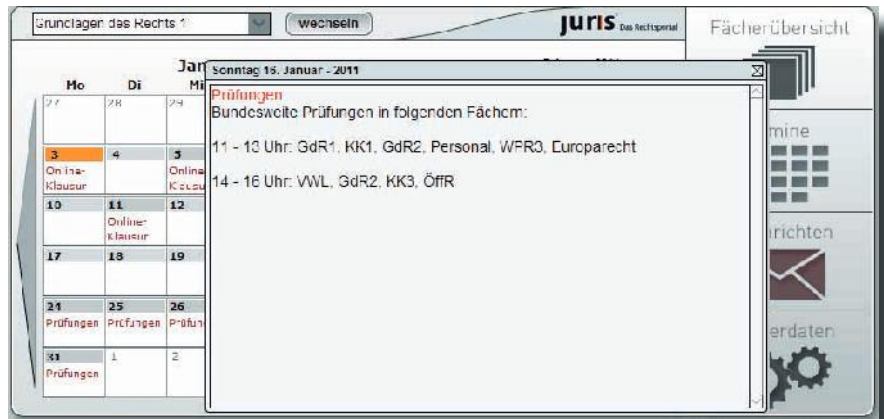 Grundlagen des Rechts 1
wechseln
juris Das Rechtsportal
Fächerübersicht
Mo Di Mi
27 28 29
3 4 5
Online-
Klausur
Online-
Klausur
10 11 12
Online-
Klausur
17 18 19
24 25 26
Prüfungen Prüfungen
31 1 2
Prüfungen
Sonntag 16. Januar - 2011
Prüfungen
Bundesweite Prüfungen in folgenden Fächern:
11 - 13 Uhr: GdR1, KK1, GdR2, Personal, WPR3, Europarecht
14 - 16 Uhr: VWL, GdR2, KK3, ÖffR